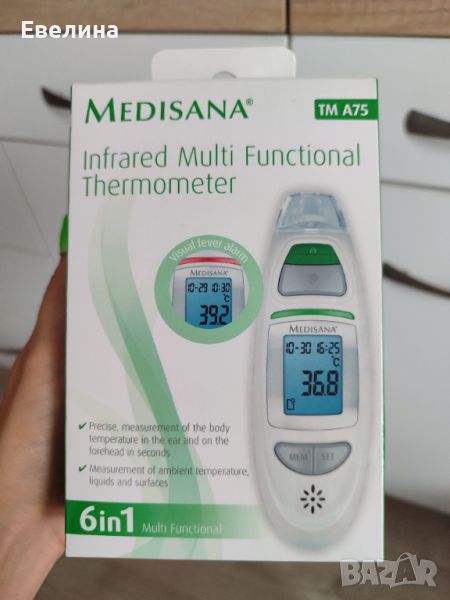 Евелина
MEDISANA®
TM A75
Infrared Multi Functional
Thermometer
Visual fever alarm
MEDISANA
10-29 10:30
°C
39.2
MEDISANA
10-30 16:25
°C
36.8
MEM
SET
✔ Precise, measurement of the body
temperature in the ear and on the
forehead in seconds
✔ Measurement of ambient temperature,
liquids and surfaces
6in1 Multi Functional
BAZAR